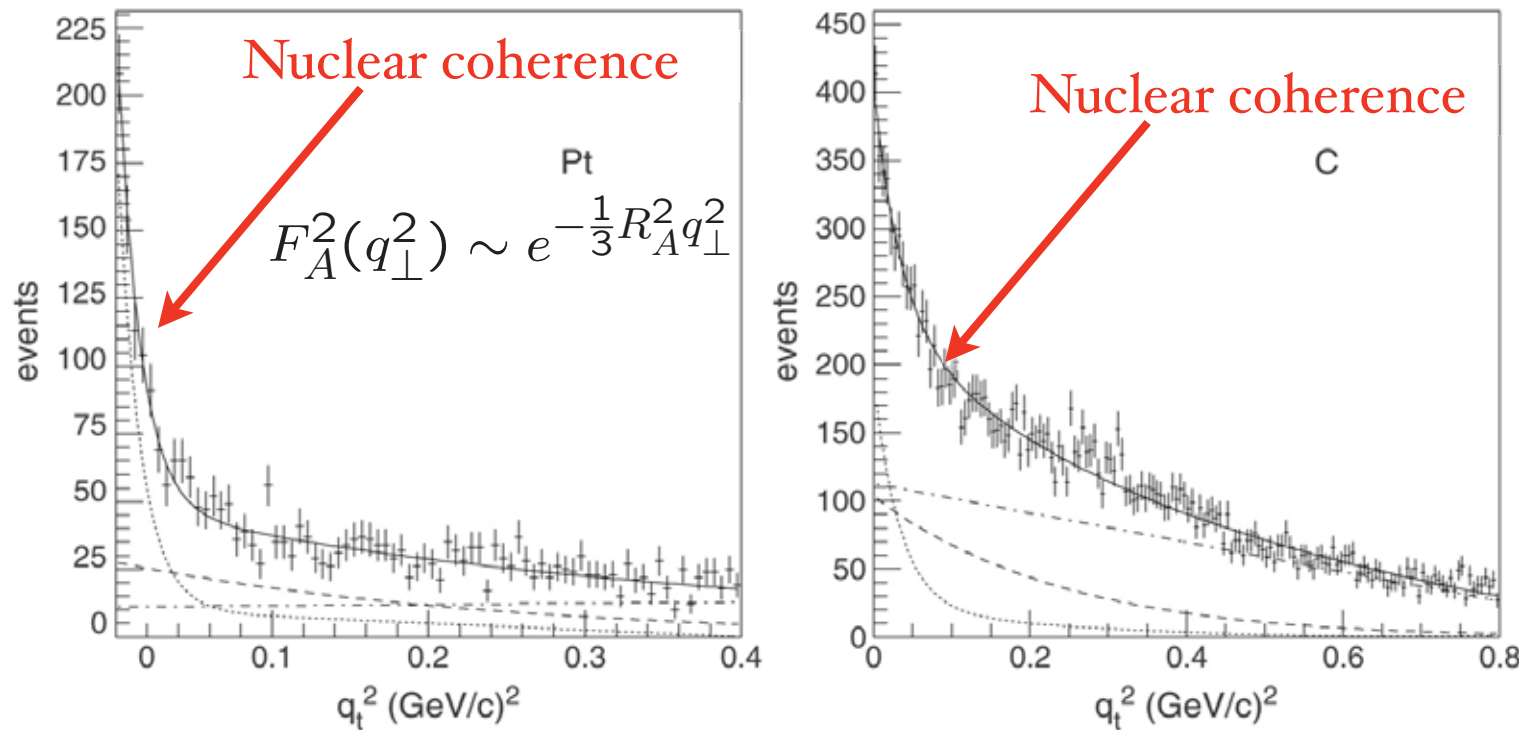 Nuclear coherence
Pt
F_A^2(q_⊥^2) ∼ e^{-\frac{1}{3}R_A^2 q_⊥^2}
225
200
175
150
125
100
75
50
25
0
events
0 0.1 0.2 0.3 0.4
q_t^2 (GeV/c)^2
Nuclear coherence
C
450
400
350
300
250
200
150
100
50
0
events
0 0.2 0.4 0.6 0.8
q_t^2 (GeV/c)^2